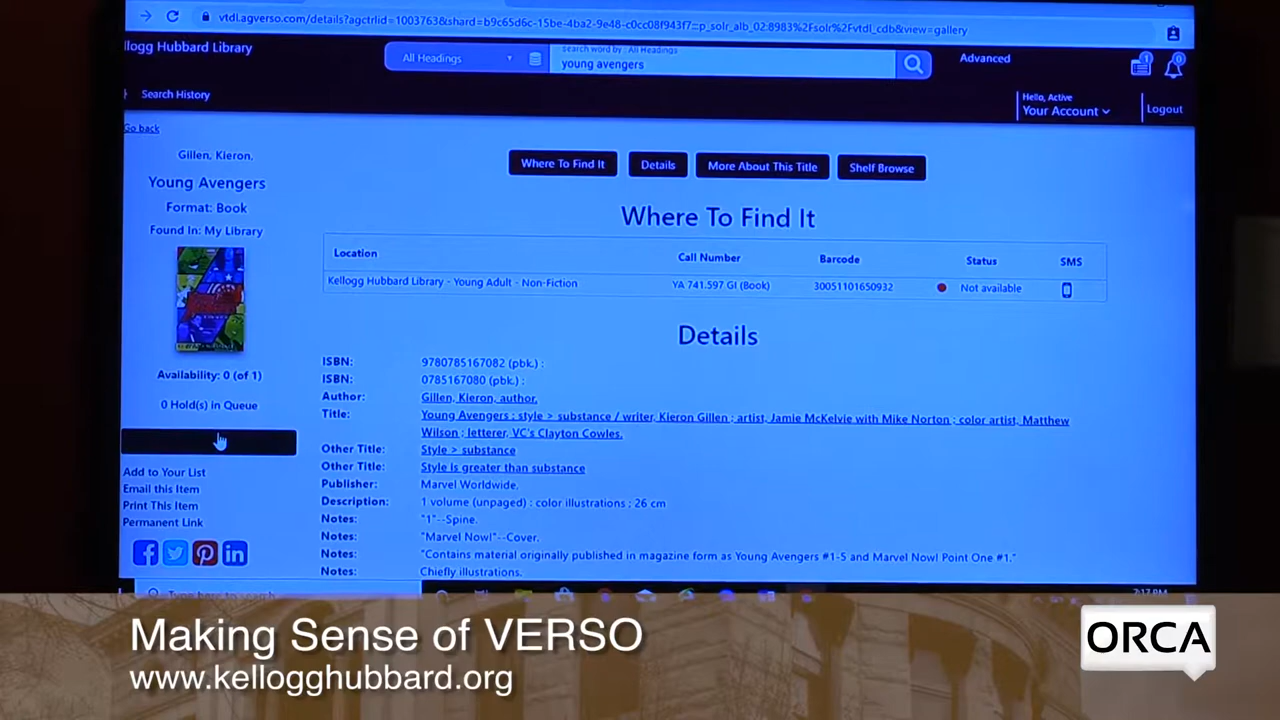 vtdl.agverso.com/details?agctrlid=1003763&shard=b9c65d6c-15be-4ba2-9e48-c0cc08f943f7:::p_solr_alb_02:8983%2Fsolr%2Fvtdl_cdb&view=gallery
llogg Hubbard Library
All Headings
search word by : All Headings
young avengers
Advanced
1
0
Search History
Hello, Active
Your Account
Logout
Go back
Gillen, Kieron,
Young Avengers
Format: Book
Found In: My Library
Availability: 0 (of 1)
0 Hold(s) in Queue
Add to Your List
Email this Item
Print This Item
Permanent Link
Where To Find It
Details
More About This Title
Shelf Browse
Where To Find It
Location Call Number Barcode Status SMS
Kellogg Hubbard Library - Young Adult - Non-Fiction YA 741.597 GI (Book) 30051101650932 Not available
Details
ISBN: 9780785167082 (pbk.) :
ISBN: 0785167080 (pbk.) :
Author: Gillen, Kieron, author.
Title: Young Avengers : style > substance / writer, Kieron Gillen ; artist, Jamie McKelvie with Mike Norton ; color artist, Matthew
Wilson ; letterer, VC's Clayton Cowles.
Other Title: Style > substance
Other Title: Style is greater than substance
Publisher: Marvel Worldwide,
Description: 1 volume (unpaged) : color illustrations ; 26 cm
Notes: "1"--Spine.
Notes: "Marvel Now!"--Cover.
Notes: "Contains material originally published in magazine form as Young Avengers #1-5 and Marvel Now! Point One #1."
Notes: Chiefly illustrations.
Type here to search
7:17 PM
Making Sense of VERSO
www.kellogghubbard.org
ORCA